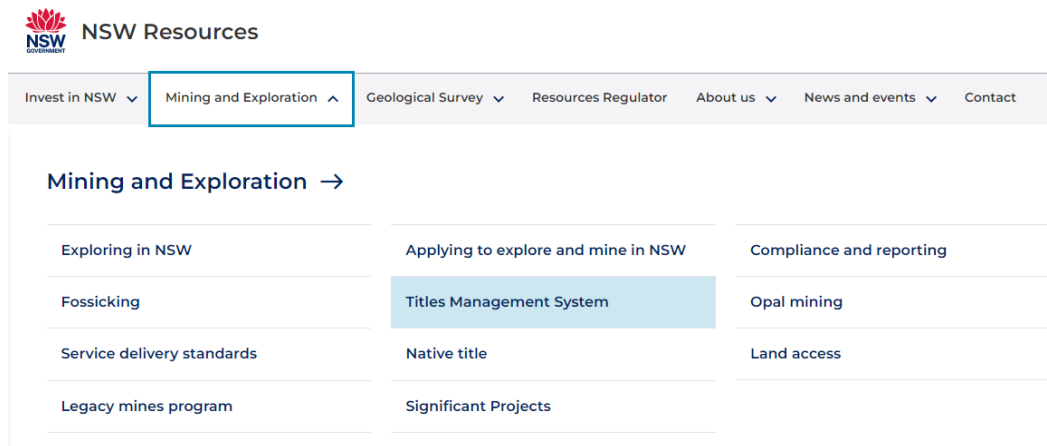 NSW
GOVERNMENT
NSW Resources
Invest in NSW
Mining and Exploration
Geological Survey
Resources Regulator
About us
News and events
Contact
Mining and Exploration →
Exploring in NSW
Applying to explore and mine in NSW
Compliance and reporting
Fossicking
Titles Management System
Opal mining
Service delivery standards
Native title
Land access
Legacy mines program
Significant Projects